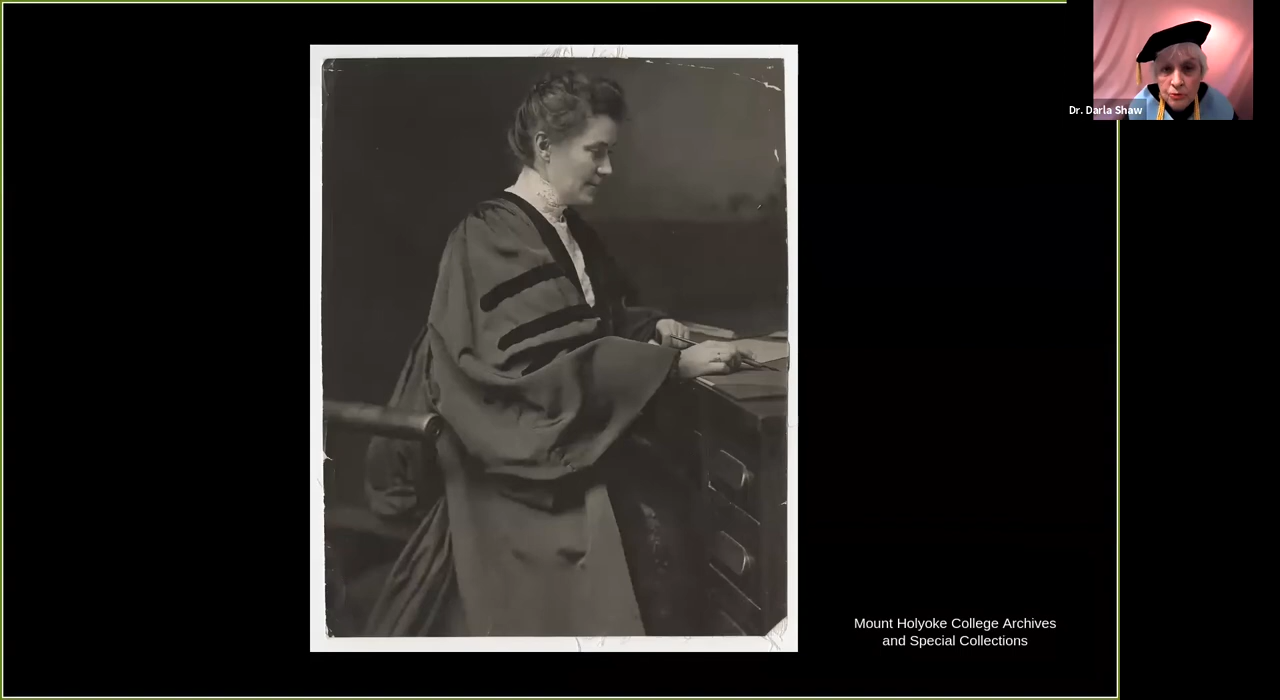 Dr. Darla Shaw
Mount Holyoke College Archives
and Special Collections